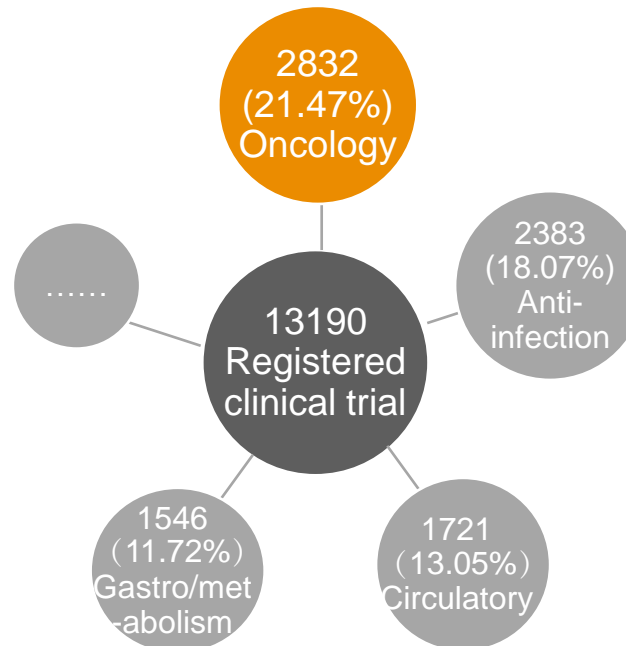 2832
(21.47%)
Oncology
2383
(18.07%)
Anti-
infection
……
13190
Registered
clinical trial
1546
（11.72%）
Gastro/met
-abolism
1721
（13.05%）
Circulatory